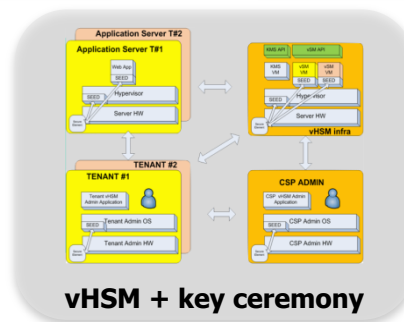 Application Server T#2
Application Server T#1
Web App
SEED
SEED
Hypervisor
Server HW
KMS API
vSM API
KMS
VM
vSM
VM
vSM
VM
SEED
SEED
SEED
Hypervisor
Server HW
vHSM infra
TENANT #2
TENANT #1
Tenant vHSM
Admin Application
Tenant Admin OS
SEED
Tenant Admin HW
CSP ADMIN
CSP vHSM Admin
Application
CSP Admin OS
SEED
CSP Admin HW
vHSM + key ceremony